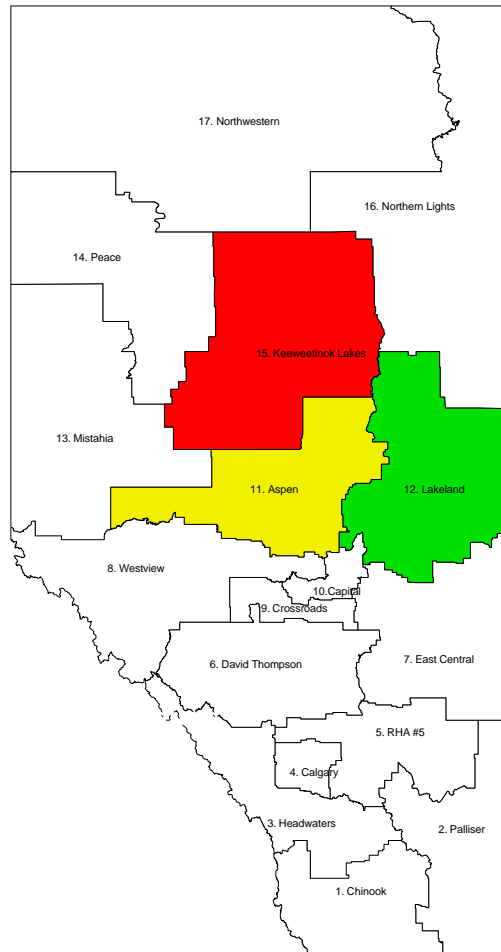 17. Northwestern
16. Northern Lights
14. Peace
15. Keeweetinok Lakes
13. Mistahia
11. Aspen
12. Lakeland
8. Westview
10.Capital
9. Crossroads
7. East Central
6. David Thompson
5. RHA #5
4. Calgary
3. Headwaters
2. Palliser
1. Chinook